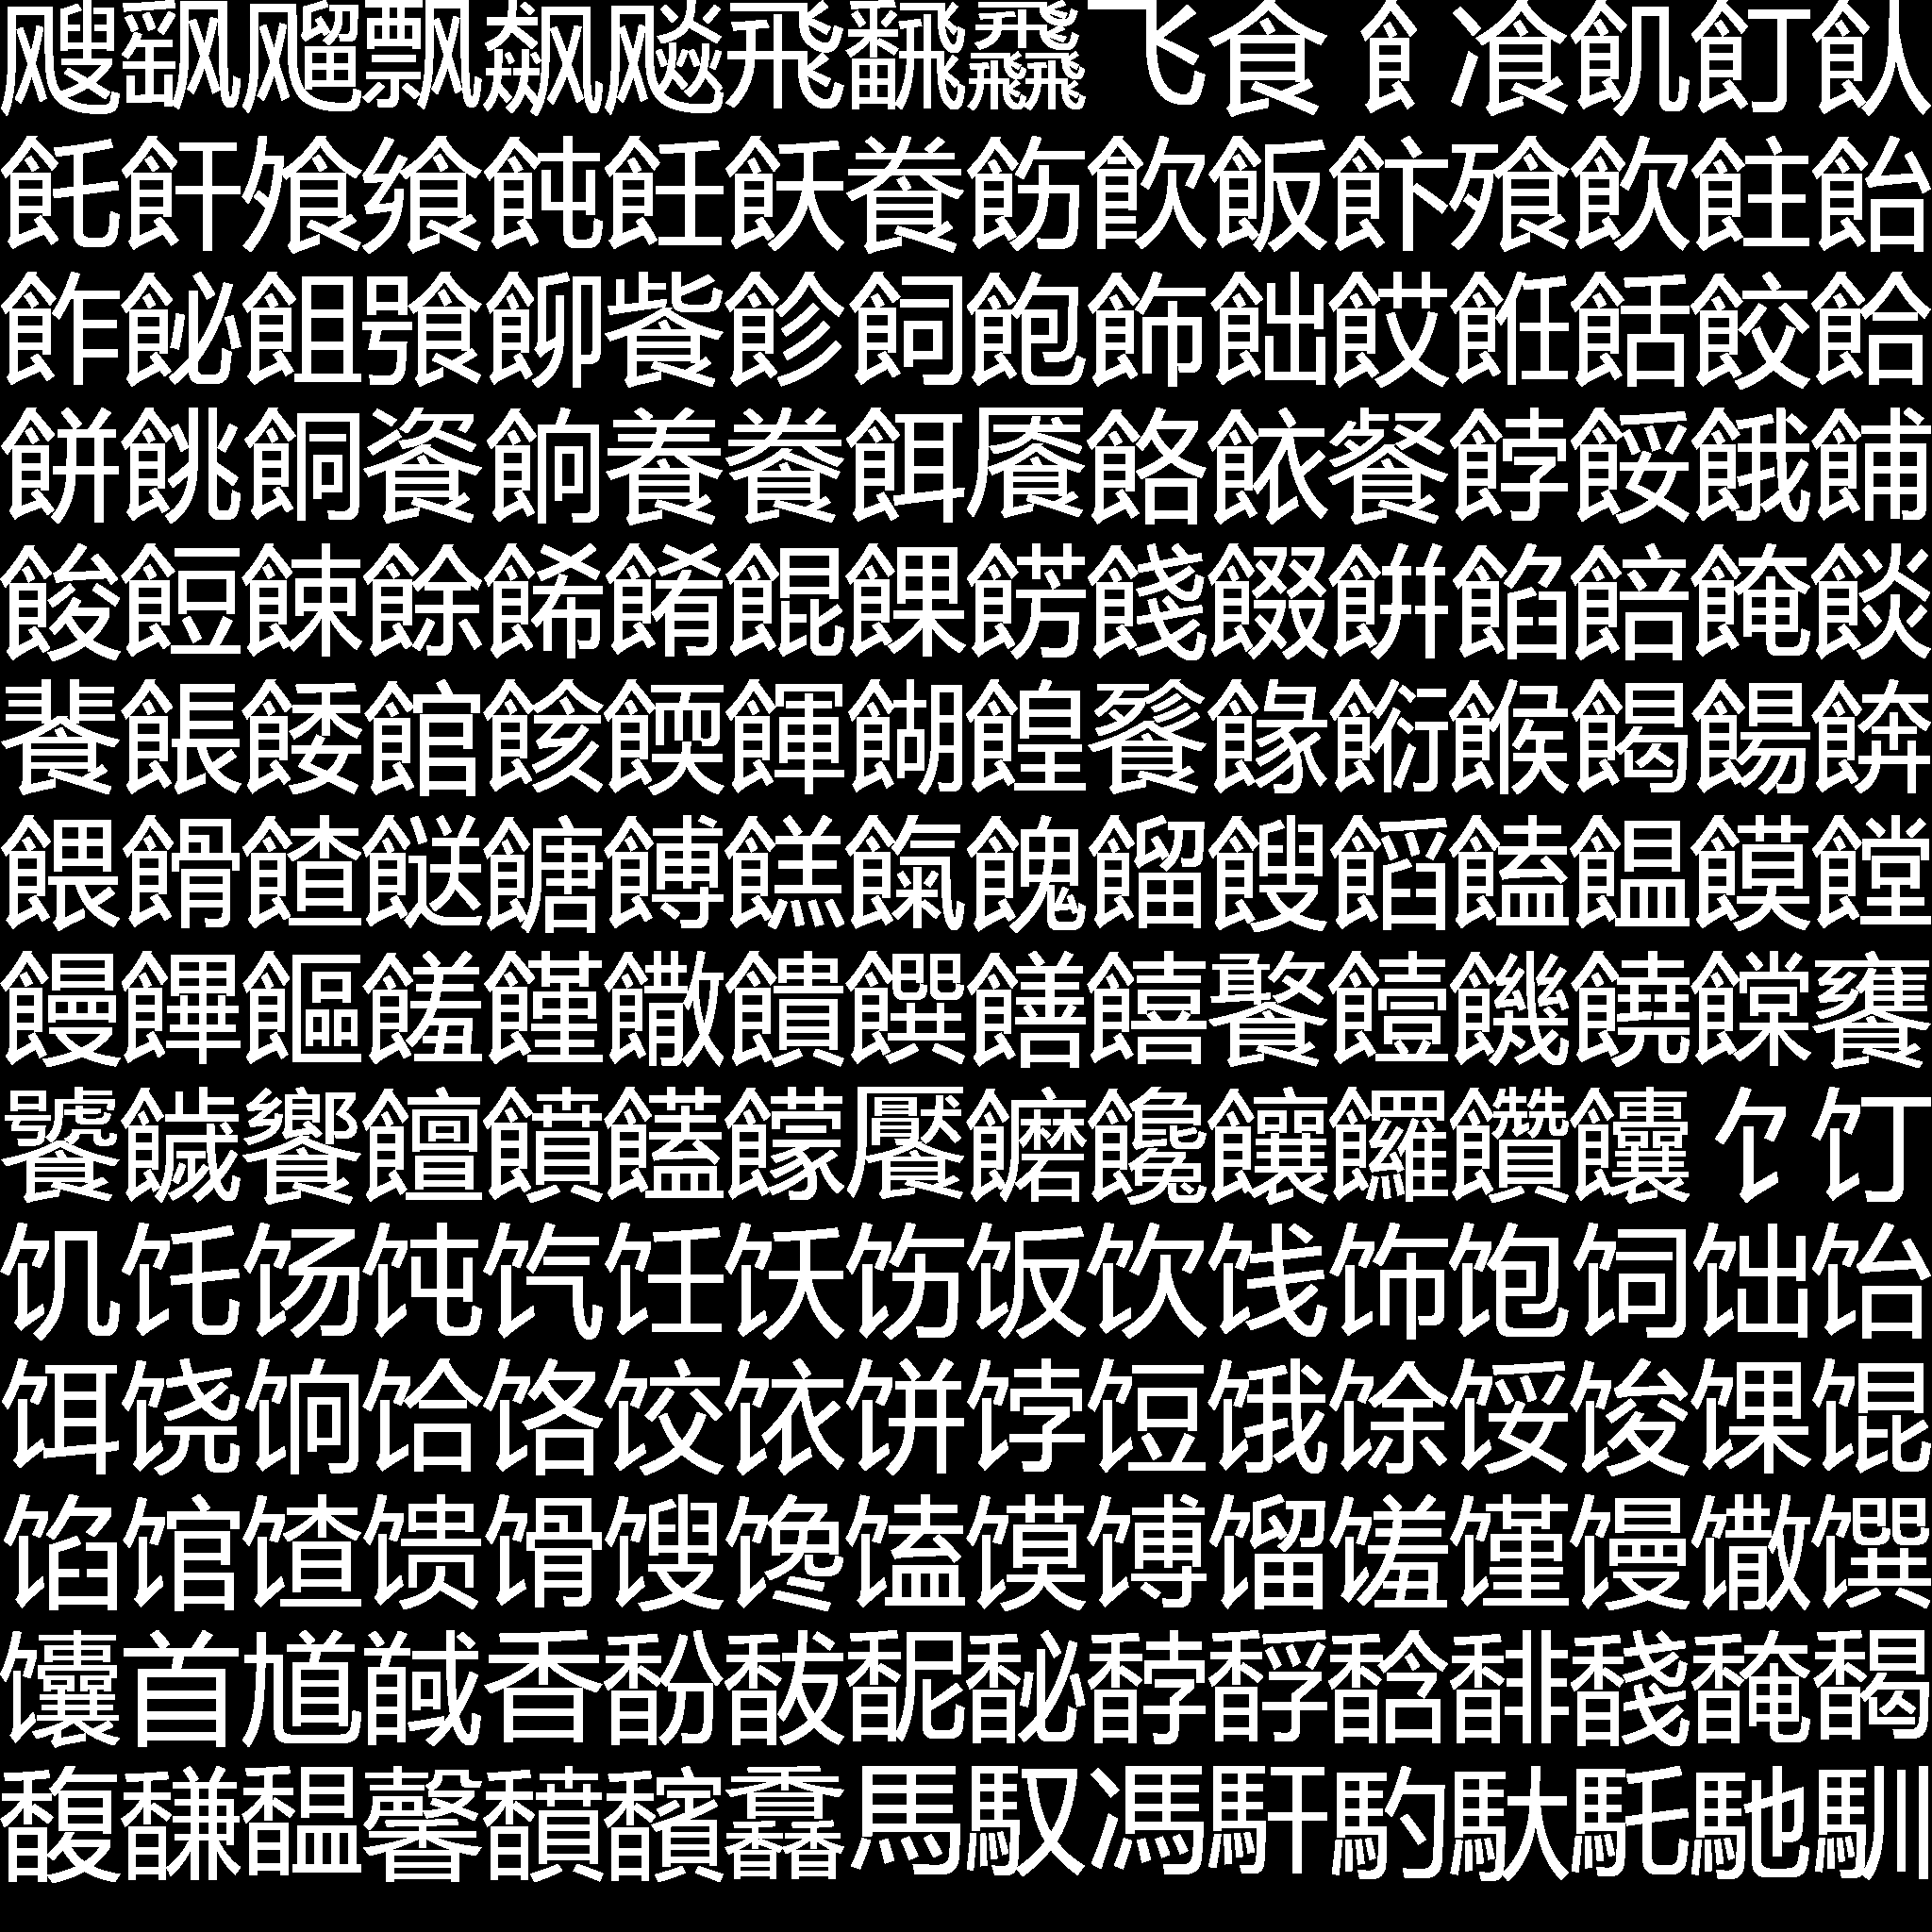 飕飖飗飘飙飚飛飜飝飞食飠飡飢飣飤
飥飦飧飨飩飪飫飬飭飮飯飰飱飲飳飴
飵飶飷飸飹飺飻飼飽飾飿餀餁餂餃餄
餅餆餇餈餉養餋餌餍餎餏餐餑餒餓餔
餕餖餗餘餙餚餛餜餝餞餟餠餡餢餣餤
餥餦餧館餩餪餫餬餭餮餯餰餱餲餳餴
餵餶餷餸餹餺餻餼餽餾餿饀饁饂饃饄
饅饆饇饈饉饊饋饌饍饎饏饐饑饒饓饔
饕饖饗饘饙饚饛饜饝饞饟饠饡饢饣饤
饥饦饧饨饩饪饫饬饭饮饯饰饱饲饳饴
饵饶饷饸饹饺饻饼饽饾饿馀馁馂馃馄
馅馆馇馈馉馊馋馌馍馎馏馐馑馒馓馔
馕首馗馘香馚馛馜馝馞馟馠馡馢馣馤
馥馦馧馨馩馪馫馬馭馮馯馰馱馲馳馴